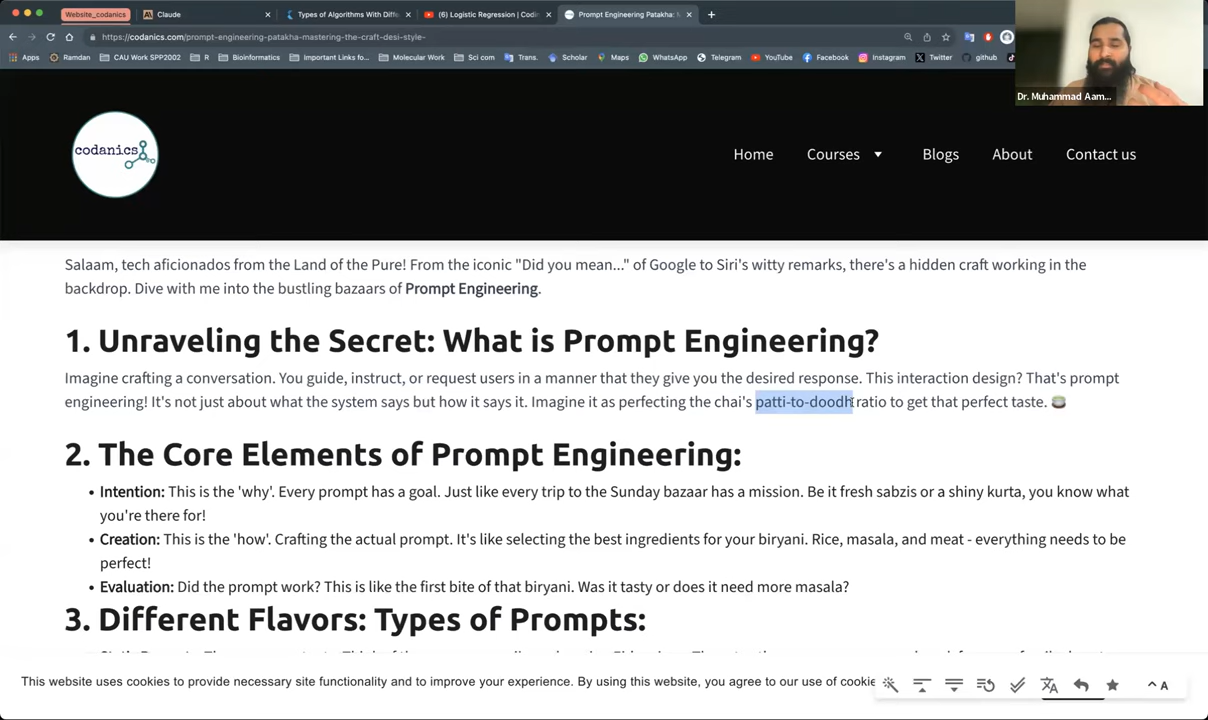 Website_codanics
Claude
Types of Algorithms With Diffe
(6) Logistic Regression | Codi
Prompt Engineering Patakha: M
https://codanics.com/prompt-engineering-patakha-mastering-the-craft-desi-style-
Apps Ramdan CAU Work SPP2002 R Bioinformatics Important Links fo... Molecular Work Sci com Trans. Scholar Maps WhatsApp Telegram YouTube Facebook Instagram Twitter github
Dr. Muhammad Aam...
codanics
Home Courses Blogs About Contact us
Salaam, tech aficionados from the Land of the Pure! From the iconic "Did you mean..." of Google to Siri's witty remarks, there's a hidden craft working in the
backdrop. Dive with me into the bustling bazaars of Prompt Engineering.
1. Unraveling the Secret: What is Prompt Engineering?
Imagine crafting a conversation. You guide, instruct, or request users in a manner that they give you the desired response. This interaction design? That's prompt
engineering! It's not just about what the system says but how it says it. Imagine it as perfecting the chai's patti-to-doodh ratio to get that perfect taste.
2. The Core Elements of Prompt Engineering:
• Intention: This is the 'why'. Every prompt has a goal. Just like every trip to the Sunday bazaar has a mission. Be it fresh sabzis or a shiny kurta, you know what
you're there for!
• Creation: This is the 'how'. Crafting the actual prompt. It's like selecting the best ingredients for your biryani. Rice, masala, and meat - everything needs to be
perfect!
• Evaluation: Did the prompt work? This is like the first bite of that biryani. Was it tasty or does it need more masala?
3. Different Flavors: Types of Prompts:
This website uses cookies to provide necessary site functionality and to improve your experience. By using this website, you agree to our use of cookie
A